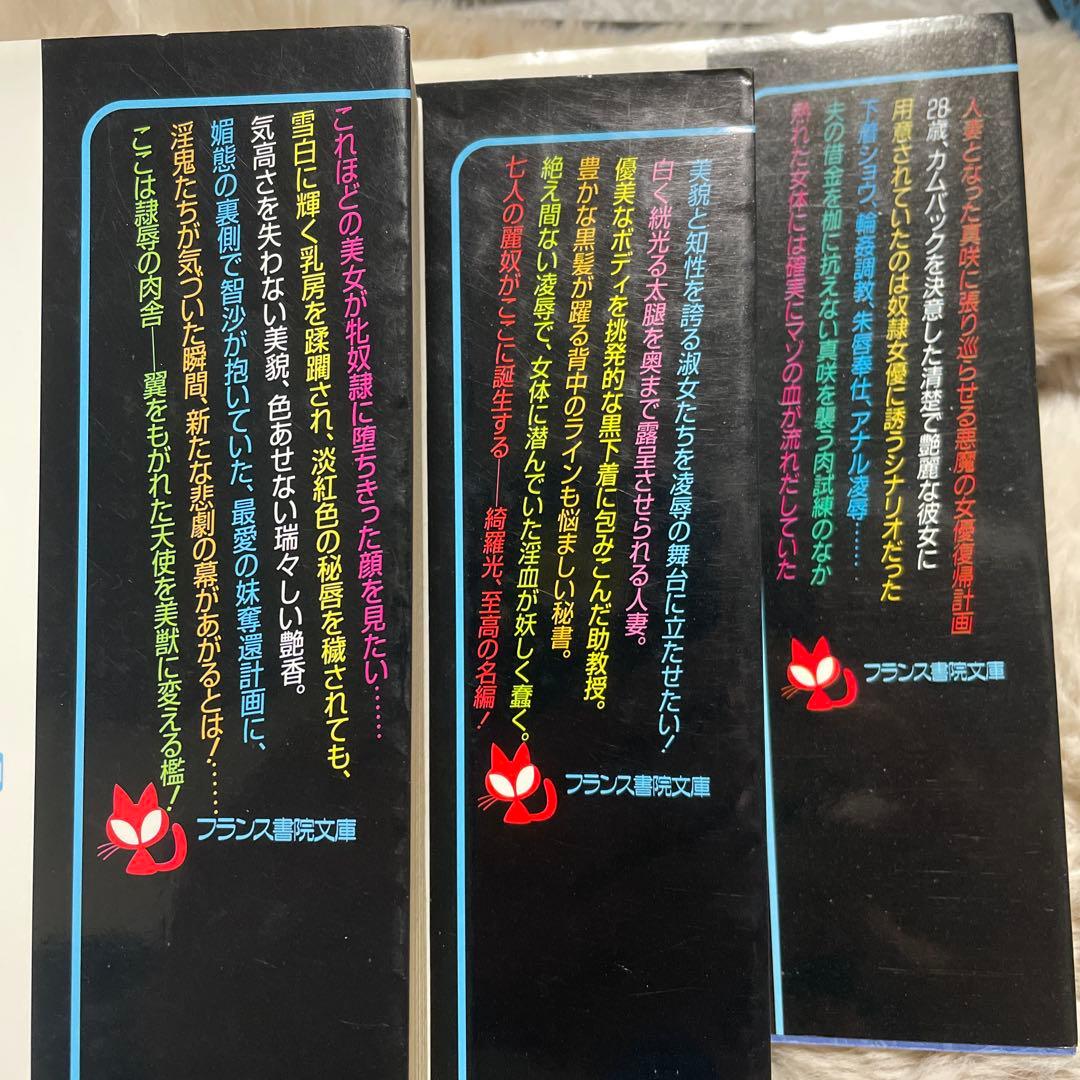 人妻となった真咲に張り巡らせる悪魔の女優復帰計画
28歳、カムバックを決意した清楚で艶麗な彼女に
用意されていたのは奴隷女優に誘うシナリオだった
下着ショウ、輪姦調教、朱唇奉仕、アナル凌辱……
夫の借金を枷に抗えない真咲を襲う肉試練のなか
熟れた女体には確実にマゾの血が流れだしていた
フランス書院文庫
美貌と知性を誇る淑女たちを凌辱の舞台に立たせたい!
白く絖光る太腿を奥まで露呈させられる人妻。
優美なボディを挑発的な黒下着に包みこんだ助教授。
豊かな黒髪が躍る背中のラインも悩ましい秘書。
絶え間ない凌辱で、女体に潜んでいた淫血が妖しく蠢く。
七人の麗奴がここに誕生する――綺羅光、至高の名編!
フランス書院文庫
これほどの美女が牝奴隷に堕ちきった顔を見たい……
雪白に輝く乳房を蹂躙され、淡紅色の秘唇を穢されても、
気高さを失わない美貌、色あせない瑞々しい艶香。
媚態の裏側で智沙が抱いていた、最愛の妹奪還計画に、
淫鬼たちが気づいた瞬間、新たな悲劇の幕があがるとは!……
ここは隷辱の肉舎――翼をもがれた天使を美獣に変える檻!
フランス書院文庫